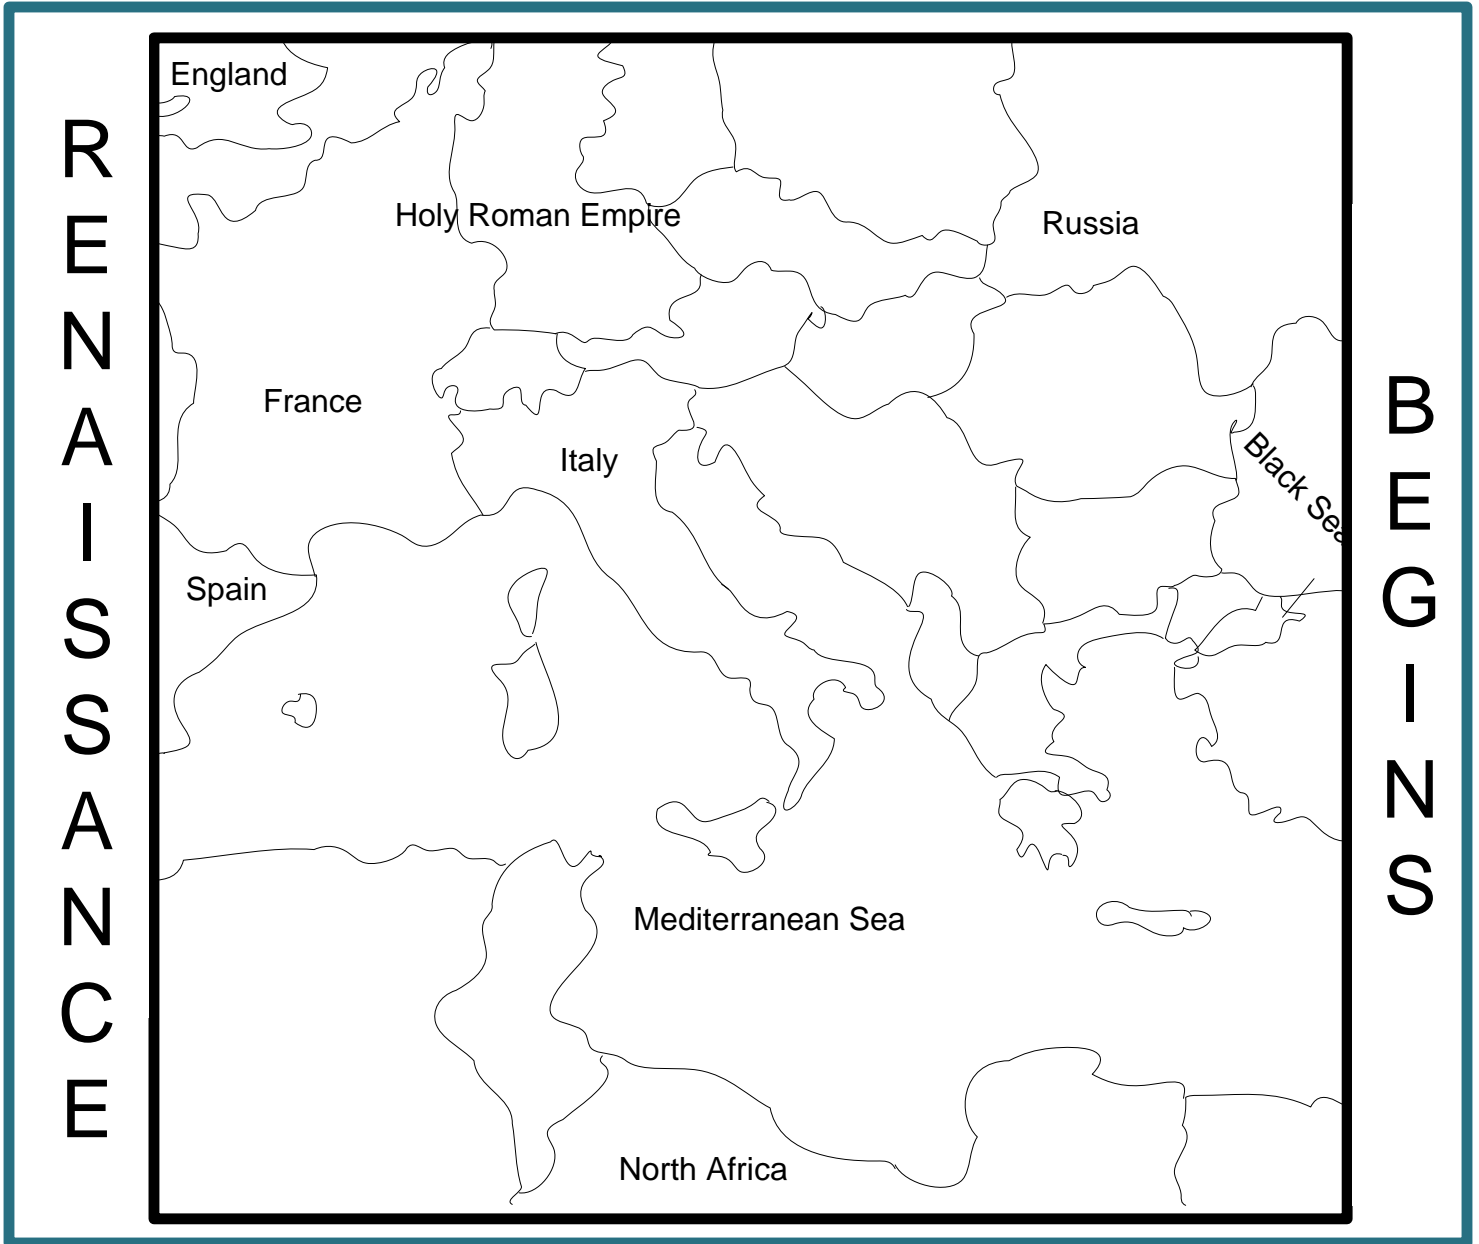 RENAISSANCE
England
Holy Roman Empire
Russia
France
Italy
Black Sea
Spain
Mediterranean Sea
North Africa
BEGINS